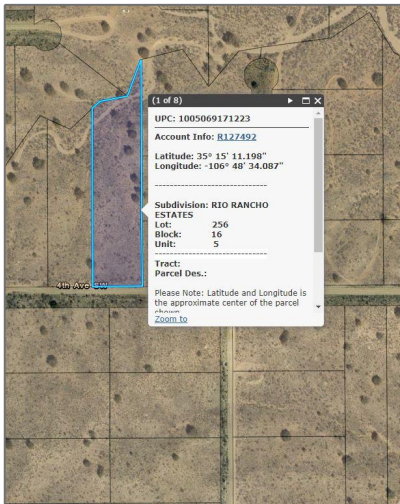 (1 of 8)
UPC: 1005069171223
Account Info: R127492
Latitude: 35° 15' 11.198"
Longitude: -106° 48' 34.087"
------------------------------
Subdivision: RIO RANCHO
ESTATES
Lot: 256
Block: 16
Unit: 5
------------------------------
Tract:
Parcel Des.:
Please Note: Latitude and Longitude is
the approximate center of the parcel
shown
Zoom to
4th Ave SW